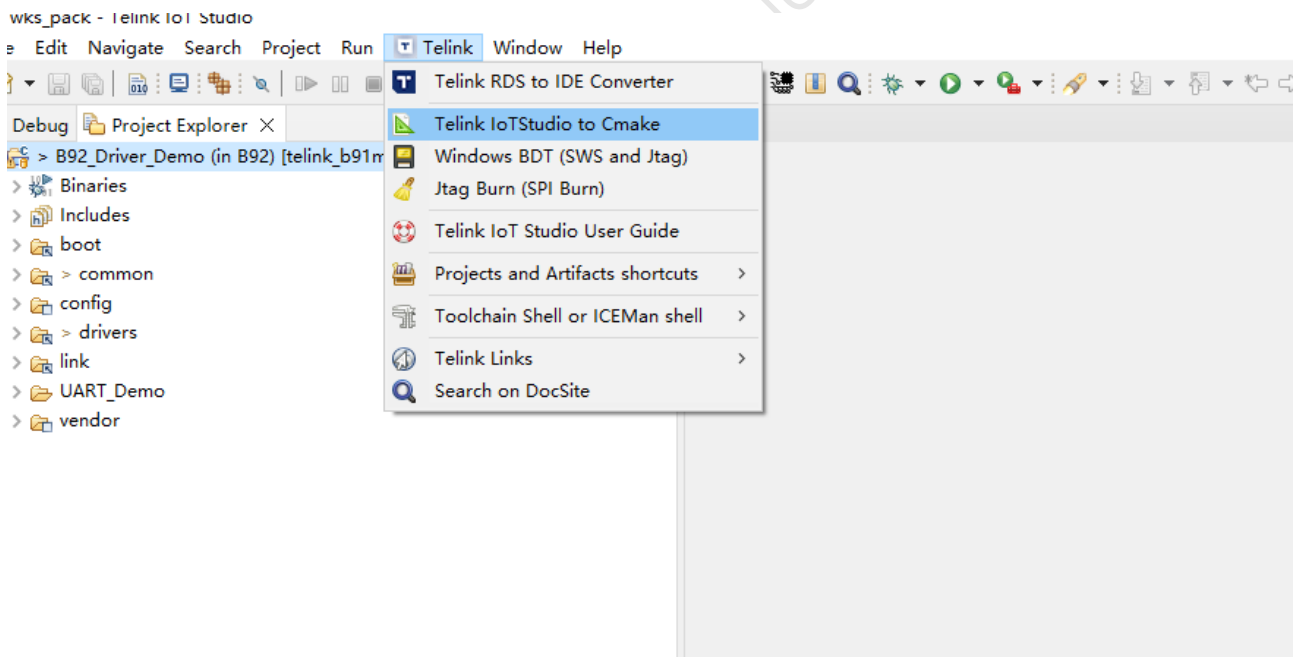 wks_pack - Telink IoT Studio
e Edit Navigate Search Project Run Telink Window Help
Debug Project Explorer
> B92_Driver_Demo (in B92) [telink_b91m
> Binaries
> Includes
> boot
> > common
> config
> > drivers
> link
> UART_Demo
> vendor
Telink RDS to IDE Converter
Telink IoTStudio to Cmake
Windows BDT (SWS and Jtag)
Jtag Burn (SPI Burn)
Telink IoT Studio User Guide
Projects and Artifacts shortcuts >
Toolchain Shell or ICEMan shell >
Telink Links >
Search on DocSite